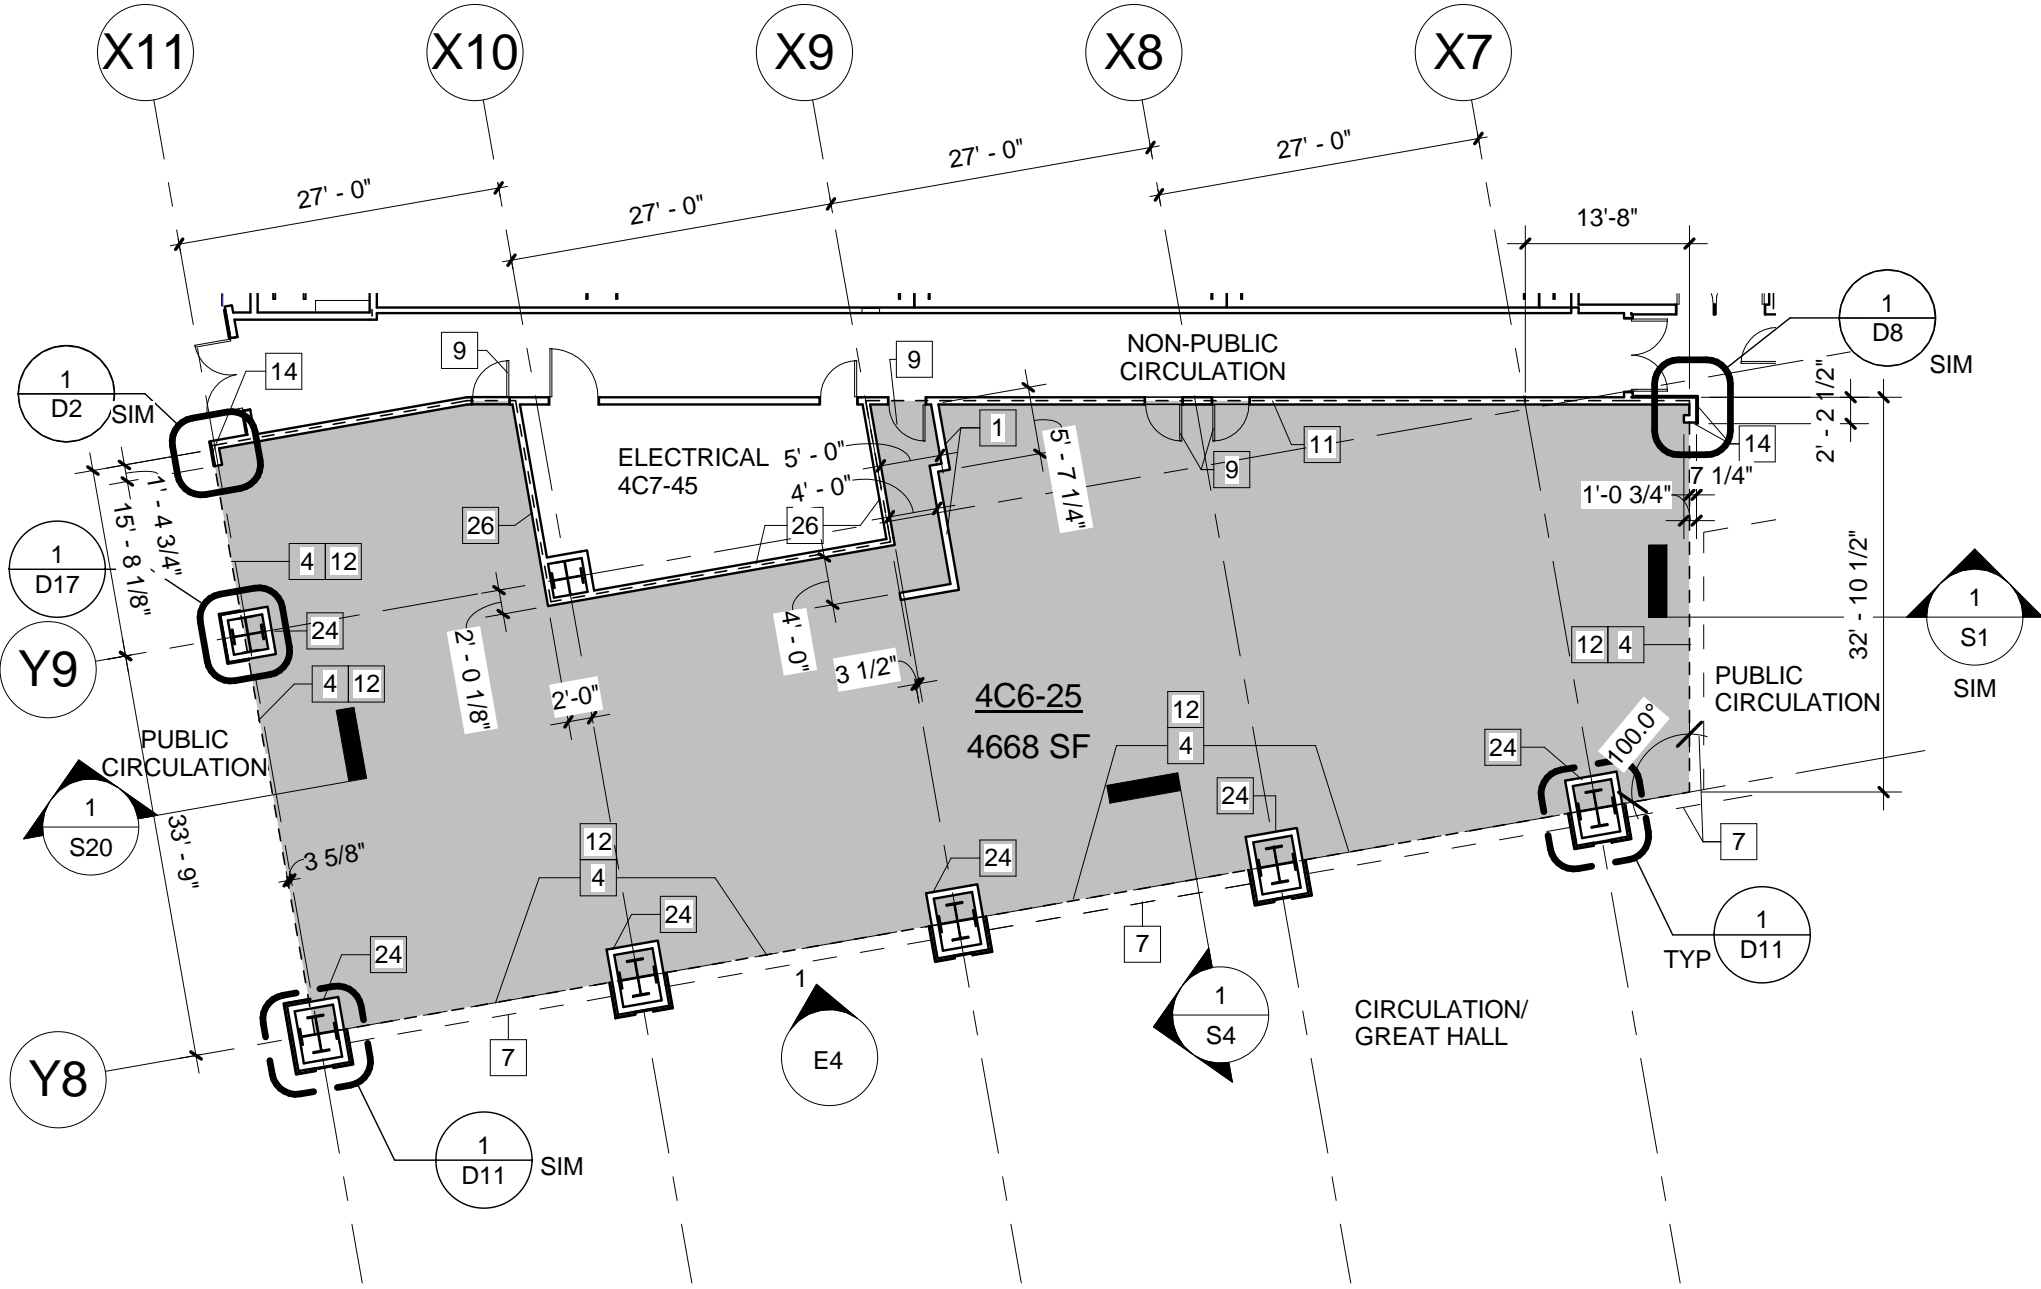 X11
X10
X9
X8
X7
27' - 0"
27' - 0"
27' - 0"
27' - 0"
13'-8"
1
D8
SIM
NON-PUBLIC
CIRCULATION
9
9
14
1
D2
SIM
2' - 2 1/2"
1
11
14
ELECTRICAL
4C7-45
5' - 0"
4' - 0"
5' - 7 1/4"
9
7 1/4"
1'-0 3/4"
26
26
1' - 4 3/4"
15' - 8 1/8"
1
D17
4 12
24
Y9
4 12
2' - 0 1/8"
2'-0"
4' - 0"
3 1/2"
4C6-25
4668 SF
12
4
12 4
32' - 10 1/2"
1
S1
SIM
PUBLIC
CIRCULATION
100.0°
24
PUBLIC
CIRCULATION
1
S20
33' - 9"
3 5/8"
12
4
24
24
7
24
24
7
1
D11
TYP
1
E4
1
S4
CIRCULATION/
GREAT HALL
7
Y8
1
D11
SIM